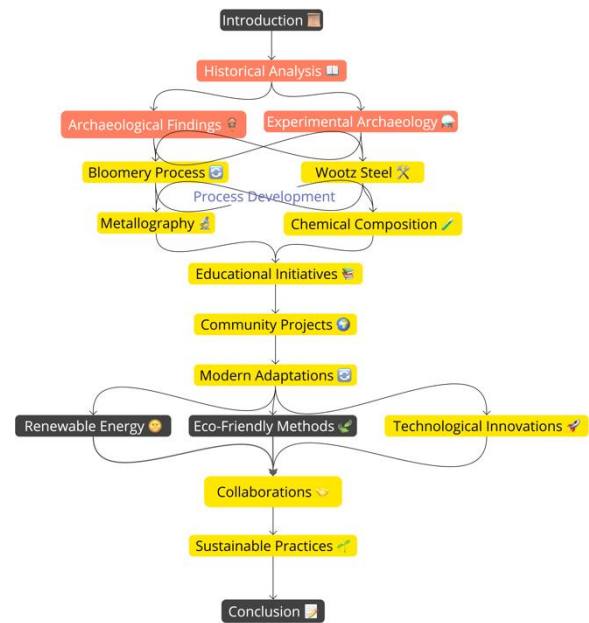 Introduction 📜
Historical Analysis 📖
Archaeological Findings
Experimental Archaeology
Bloomery Process 🔄
Wootz Steel ⚒️
Process Development
Metallography 🔬
Chemical Composition 🧪
Educational Initiatives 📚
Community Projects 🌍
Modern Adaptations 🔄
Renewable Energy 🌞
Eco-Friendly Methods 🌿
Technological Innovations 🚀
Collaborations 🤝
Sustainable Practices 🌱
Conclusion 📝